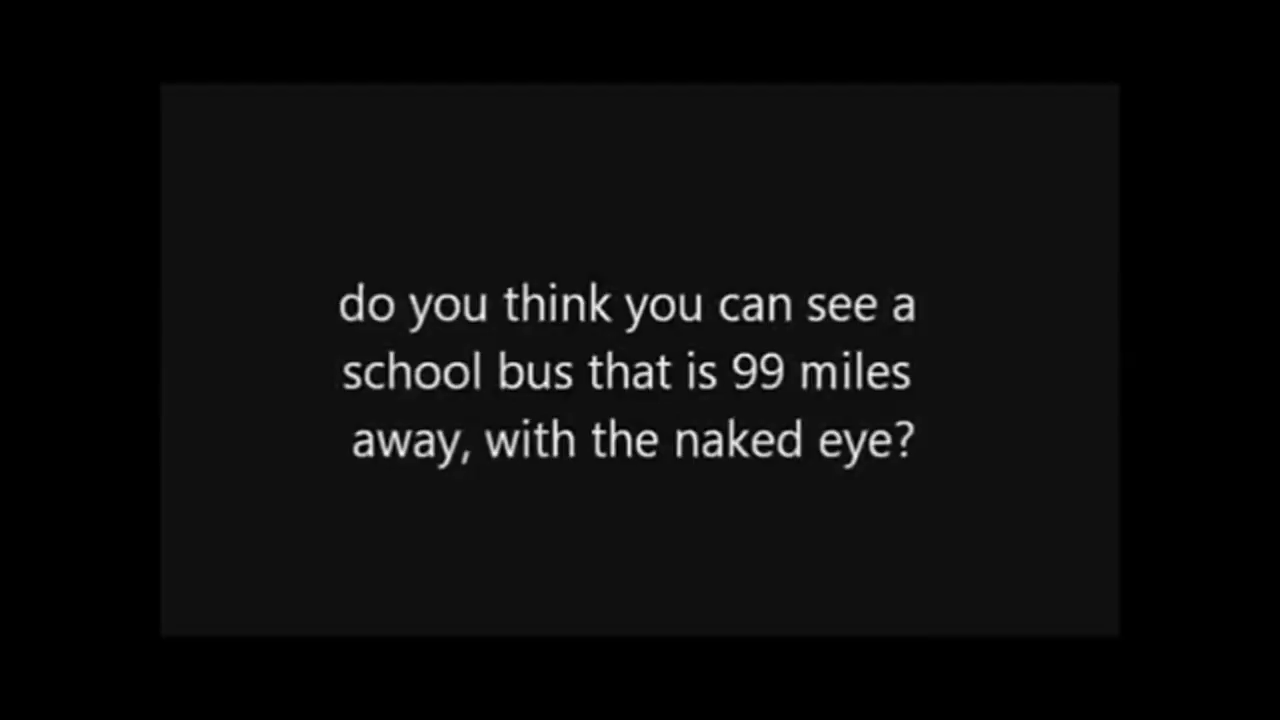 do you think you can see a
school bus that is 99 miles
away, with the naked eye?